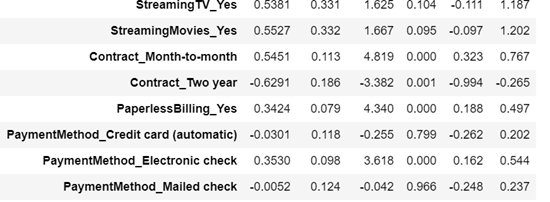 StreamingTV_Yes 0.5381 0.331 1.625 0.104 -0.111 1.187
StreamingMovies_Yes 0.5527 0.332 1.667 0.095 -0.097 1.202
Contract_Month-to-month 0.5451 0.113 4.819 0.000 0.323 0.767
Contract_Two year -0.6291 0.186 -3.382 0.001 -0.994 -0.265
PaperlessBilling_Yes 0.3424 0.079 4.340 0.000 0.188 0.497
PaymentMethod_Credit card (automatic) -0.0301 0.118 -0.255 0.799 -0.262 0.202
PaymentMethod_Electronic check 0.3530 0.098 3.618 0.000 0.162 0.544
PaymentMethod_Mailed check -0.0052 0.124 -0.042 0.966 -0.248 0.237